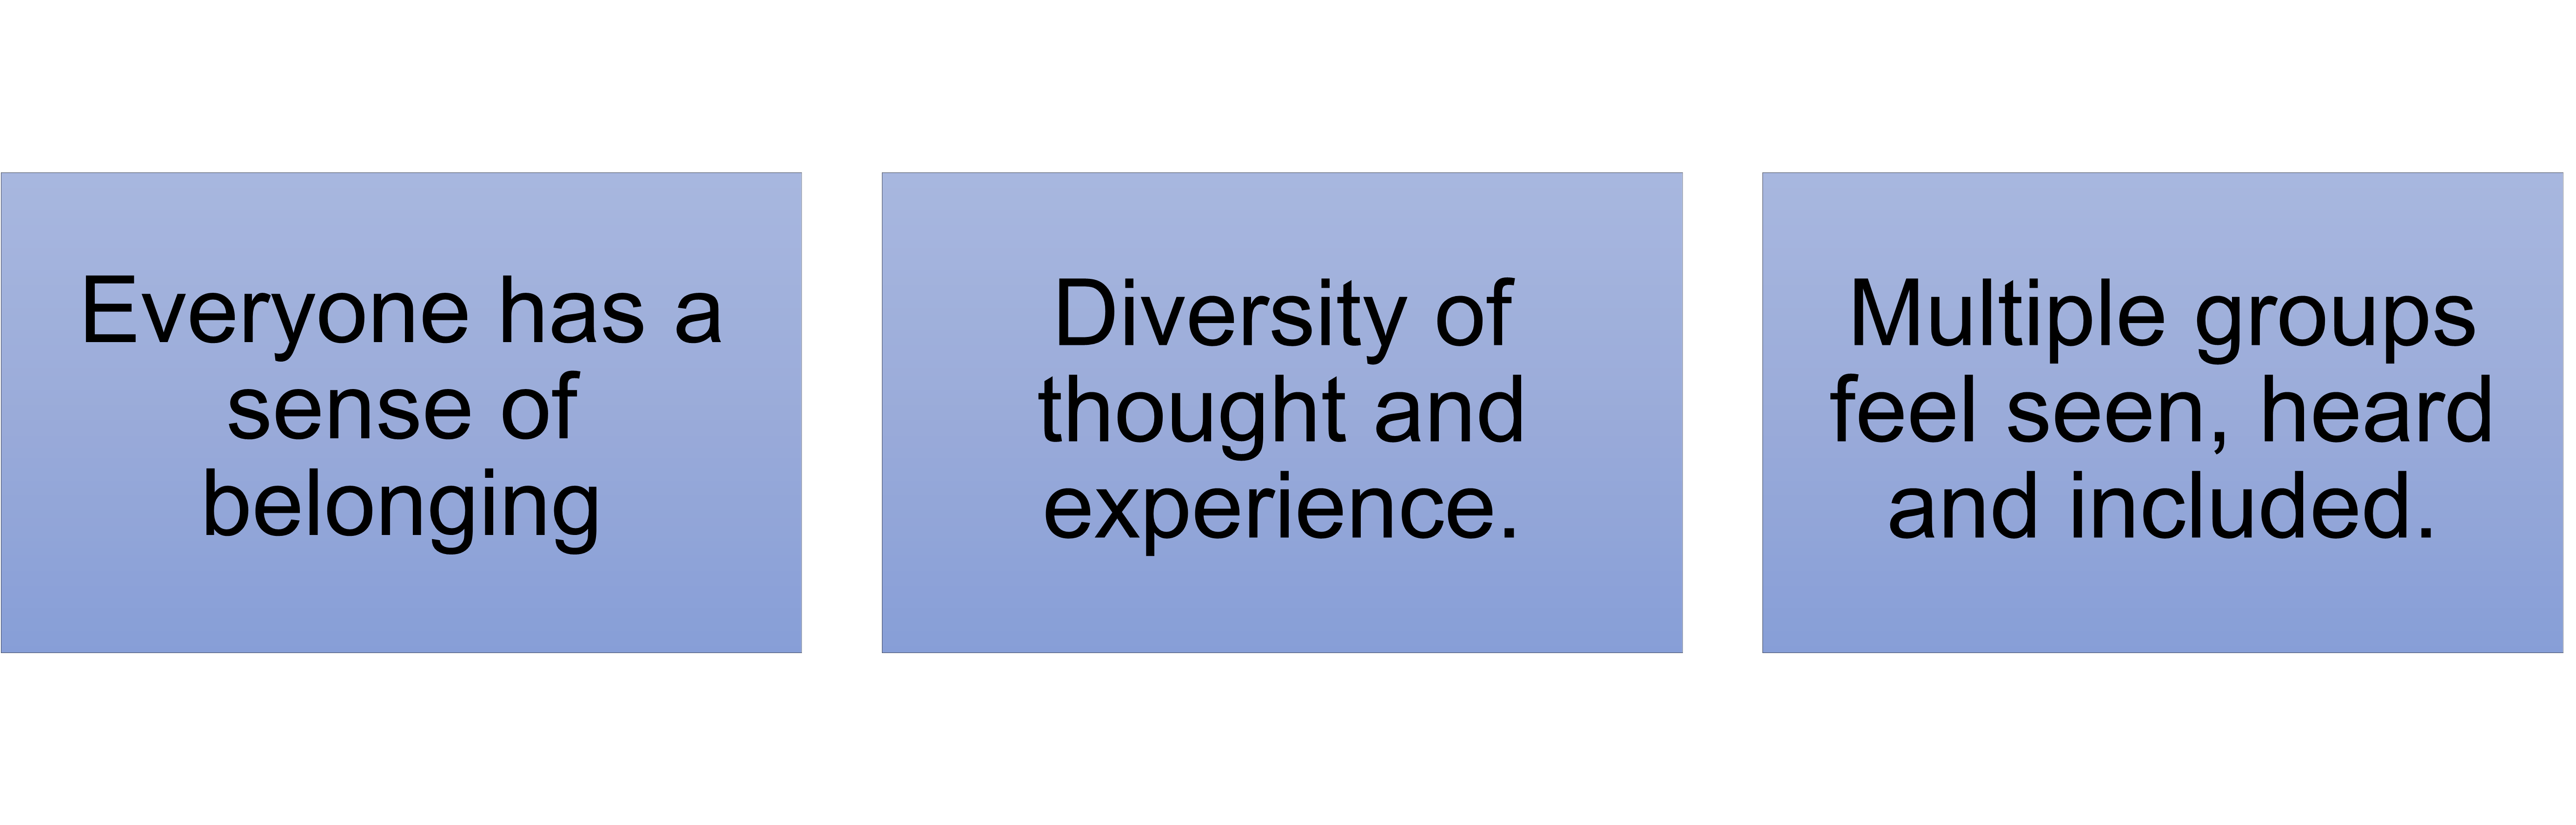 Everyone has a
sense of
belonging
Diversity of
thought and
experience.
Multiple groups
feel seen, heard
and included.